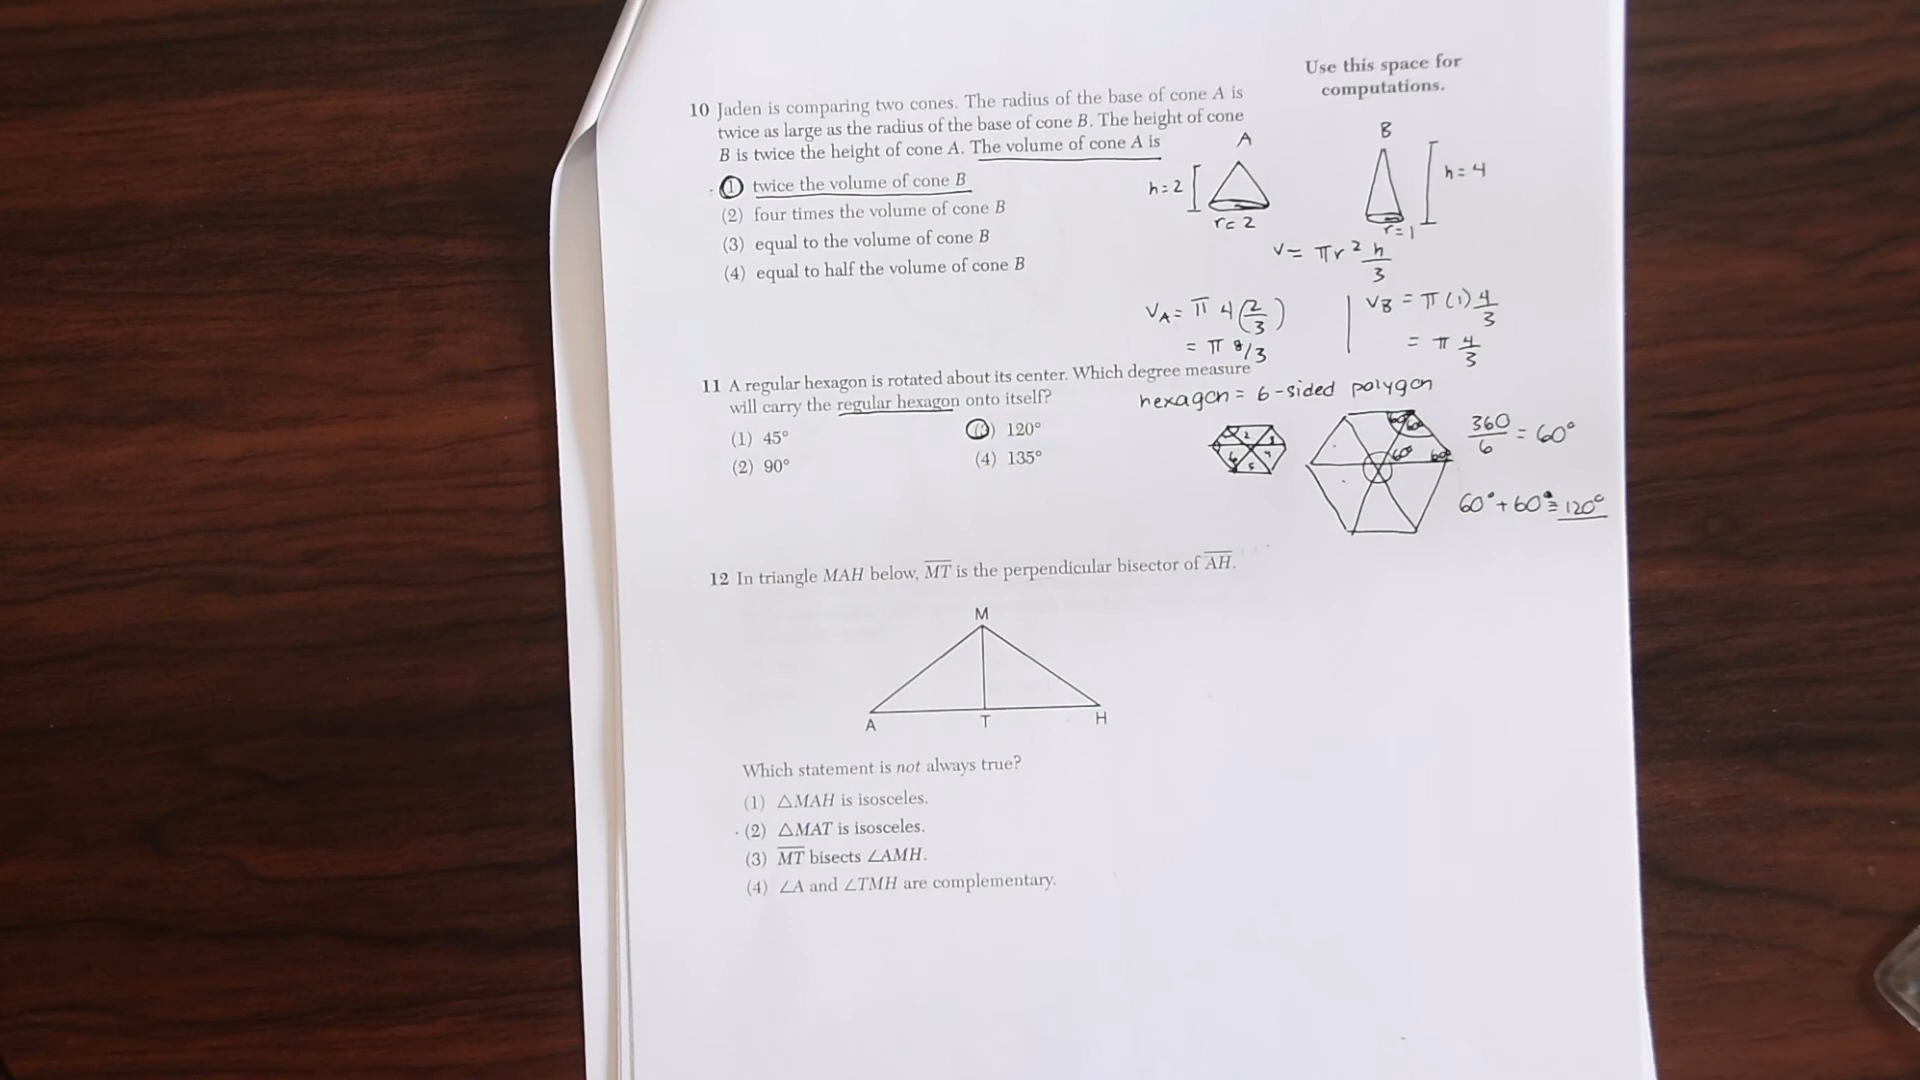 Use this space for
computations.
10 Jaden is comparing two cones. The radius of the base of cone A is
twice as large as the radius of the base of cone B. The height of cone
B is twice the height of cone A. The volume of cone A is
(1) twice the volume of cone B
(2) four times the volume of cone B
(3) equal to the volume of cone B
(4) equal to half the volume of cone B
A
B
h=2
h=4
r=2
r=1
V= πr² h/3
VA= π 4(2/3)
= π 8/3
VB = π(1)4/3
= π 4/3
11 A regular hexagon is rotated about its center. Which degree measure
will carry the regular hexagon onto itself?
(1) 45°
(2) 90°
(3) 120°
(4) 135°
hexagon = 6-sided polygon
2
4
5
6
60°
60°
60°
360/6 = 60°
60°+60°=120°
12 In triangle MAH below, MT is the perpendicular bisector of AH.
M
A
T
H
Which statement is not always true?
(1) △MAH is isosceles.
(2) △MAT is isosceles.
(3) MT bisects ∠AMH.
(4) ∠A and ∠TMH are complementary.